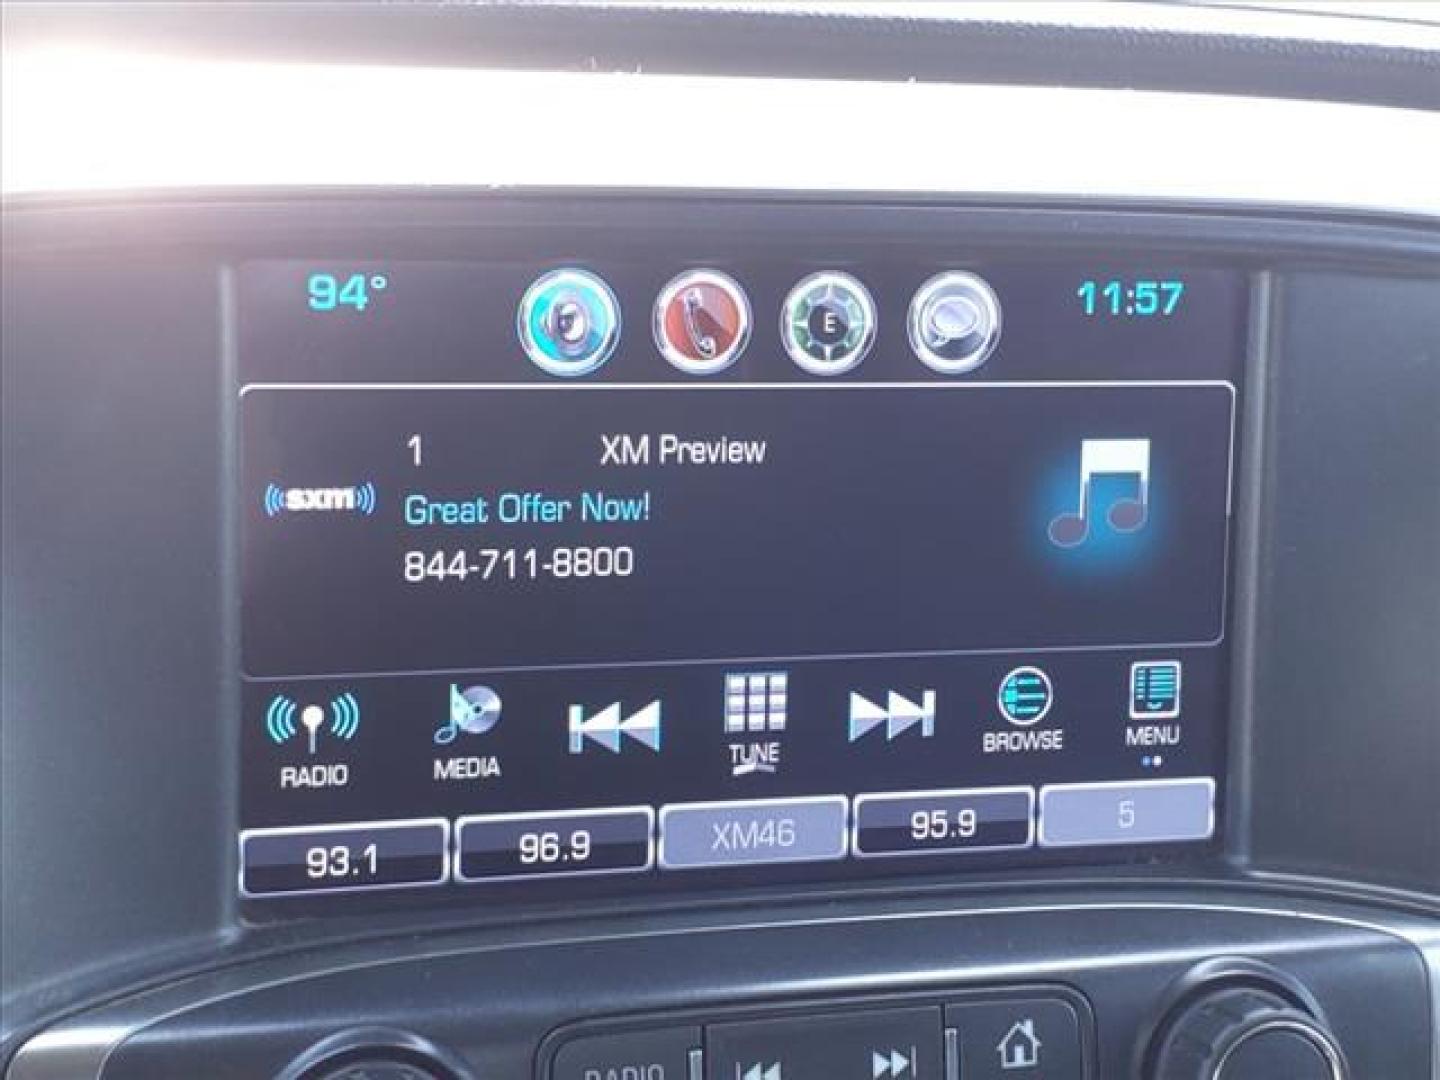 94°
E
11:57
1 XM Preview
sxm
Great Offer Now!
844-711-8800
RADIO
MEDIA
TUNE
BROWSE
MENU
93.1
96.9
XM46
95.9
5
RADIO